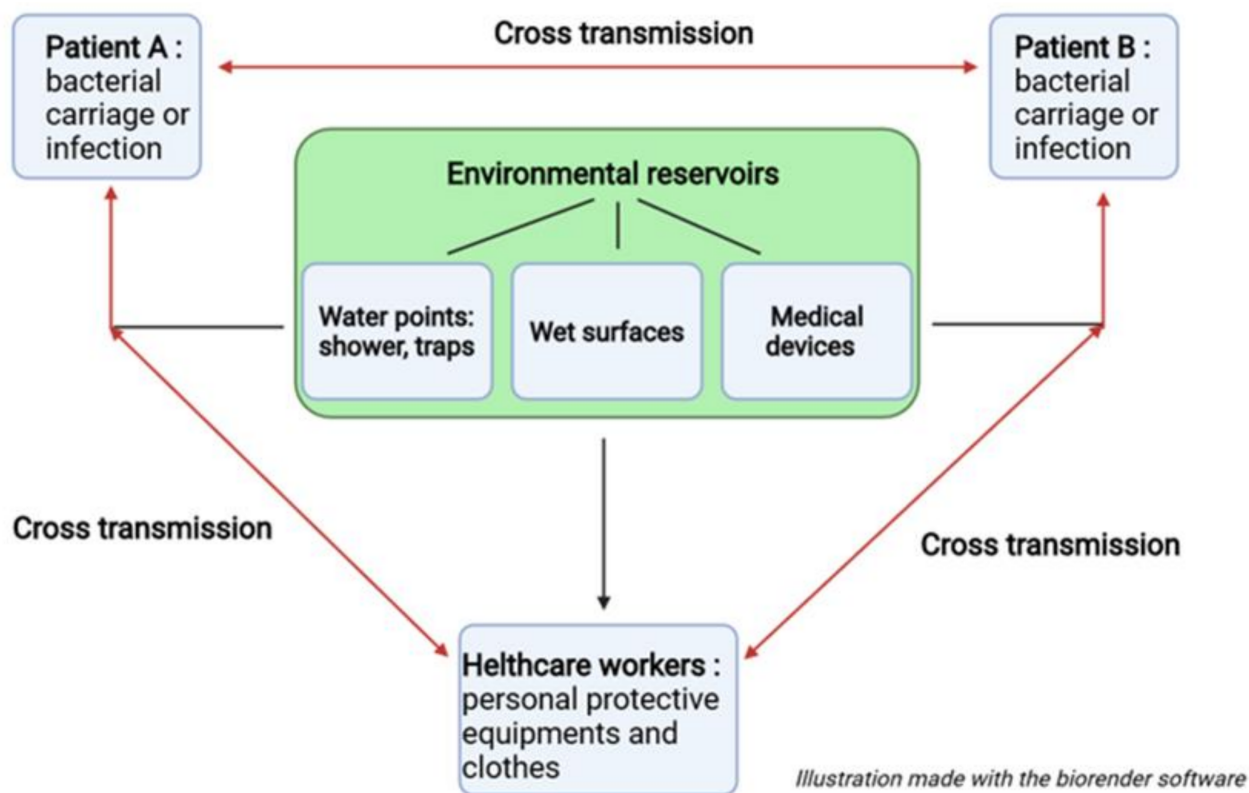 Patient A :
bacterial
carriage or
infection
Cross transmission
Patient B :
bacterial
carriage or
infection
Environmental reservoirs
Water points:
shower, traps
Wet surfaces
Medical
devices
Cross transmission
Cross transmission
Helthcare workers :
personal protective
equipments and
clothes
Illustration made with the biorender software